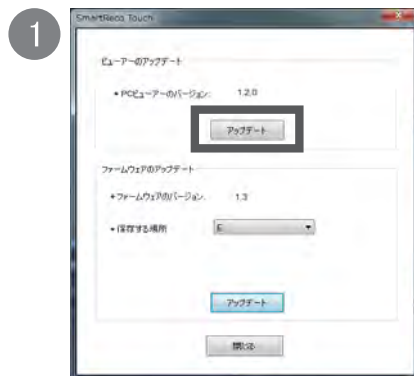 1
SmartReco Touch
ビューアーのアップデート
• PCビューアーのバージョン: 1.2.0
アップデート
ファームウェアのアップデート
• ファームウェアのバージョン: 1.3
• 保存する場所 E:
アップデート
閉じる